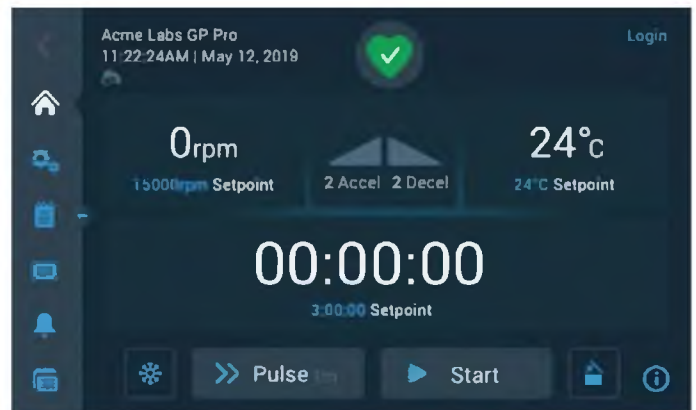 Acme Labs GP Pro
11:22:24AM | May 12, 2019
Login
0rpm
15000rpm Setpoint
2 Accel 2 Decel
24°C
24°C Setpoint
00:00:00
3:00:00 Setpoint
Pulse
Start